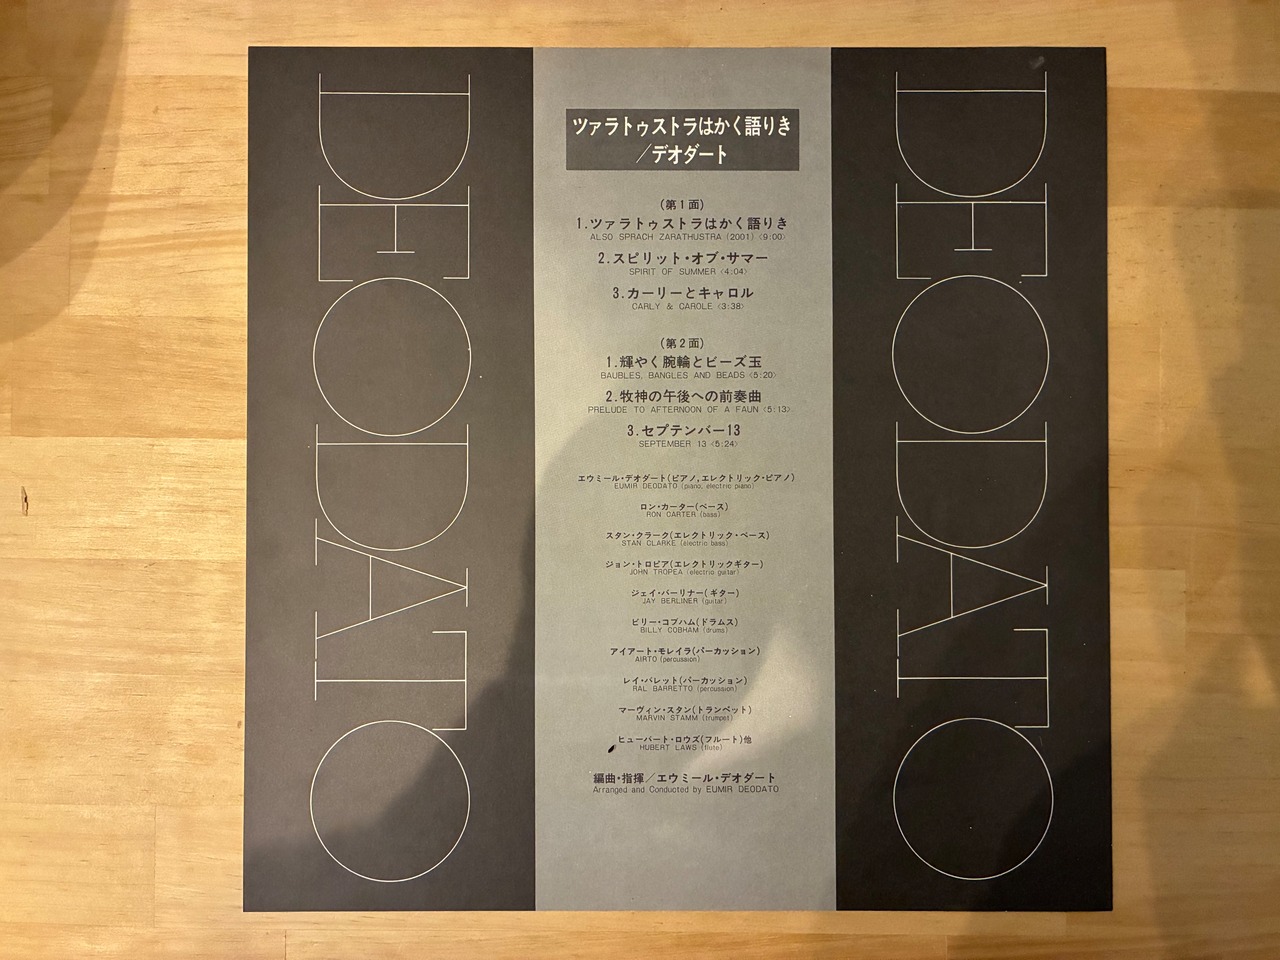 DEODATO
ツァラトゥストラはかく語りき
／デオダート
(第1面)
1.ツァラトゥストラはかく語りき
ALSO SPRACH ZARATHUSTRA (2001) <9:00>
2.スピリット・オブ・サマー
SPIRIT OF SUMMER <4:04>
3.カーリーとキャロル
CARLY & CAROLE <3:38>
(第2面)
1.輝やく腕輪とビーズ玉
BAUBLES, BANGLES AND BEADS <5:20>
2.牧神の午後への前奏曲
PRELUDE TO AFTERNOON OF A FAUN <5:13>
3.セプテンバー13
SEPTEMBER 13 <5:24>
エウミール・デオダート(ピアノ,エレクトリック・ピアノ)
EUMIR DEODATO (piano, electric piano)
ロン・カーター(ベース)
RON CARTER (bass)
スタン・クラーク(エレクトリック・ベース)
STAN CLARKE (electric bass)
ジョン・トロピア(エレクトリックギター)
JOHN TROPEA (electric guitar)
ジェイ・バーリナー(ギター)
JAY BERLINER (guitar)
ビリー・コブハム(ドラムス)
BILLY COBHAM (drums)
アイアート・モレイラ(パーカッション)
AIRTO (percussion)
レイ・バレット(パーカッション)
RAL BARRETTO (percussion)
マーヴィン・スタン(トランペット)
MARVIN STAMM (trumpet)
ヒューバート・ロウズ(フルート)他
HUBERT LAWS (flute)
編曲・指揮／エウミール・デオダート
Arranged and Conducted by EUMIR DEODATO
DEODATO